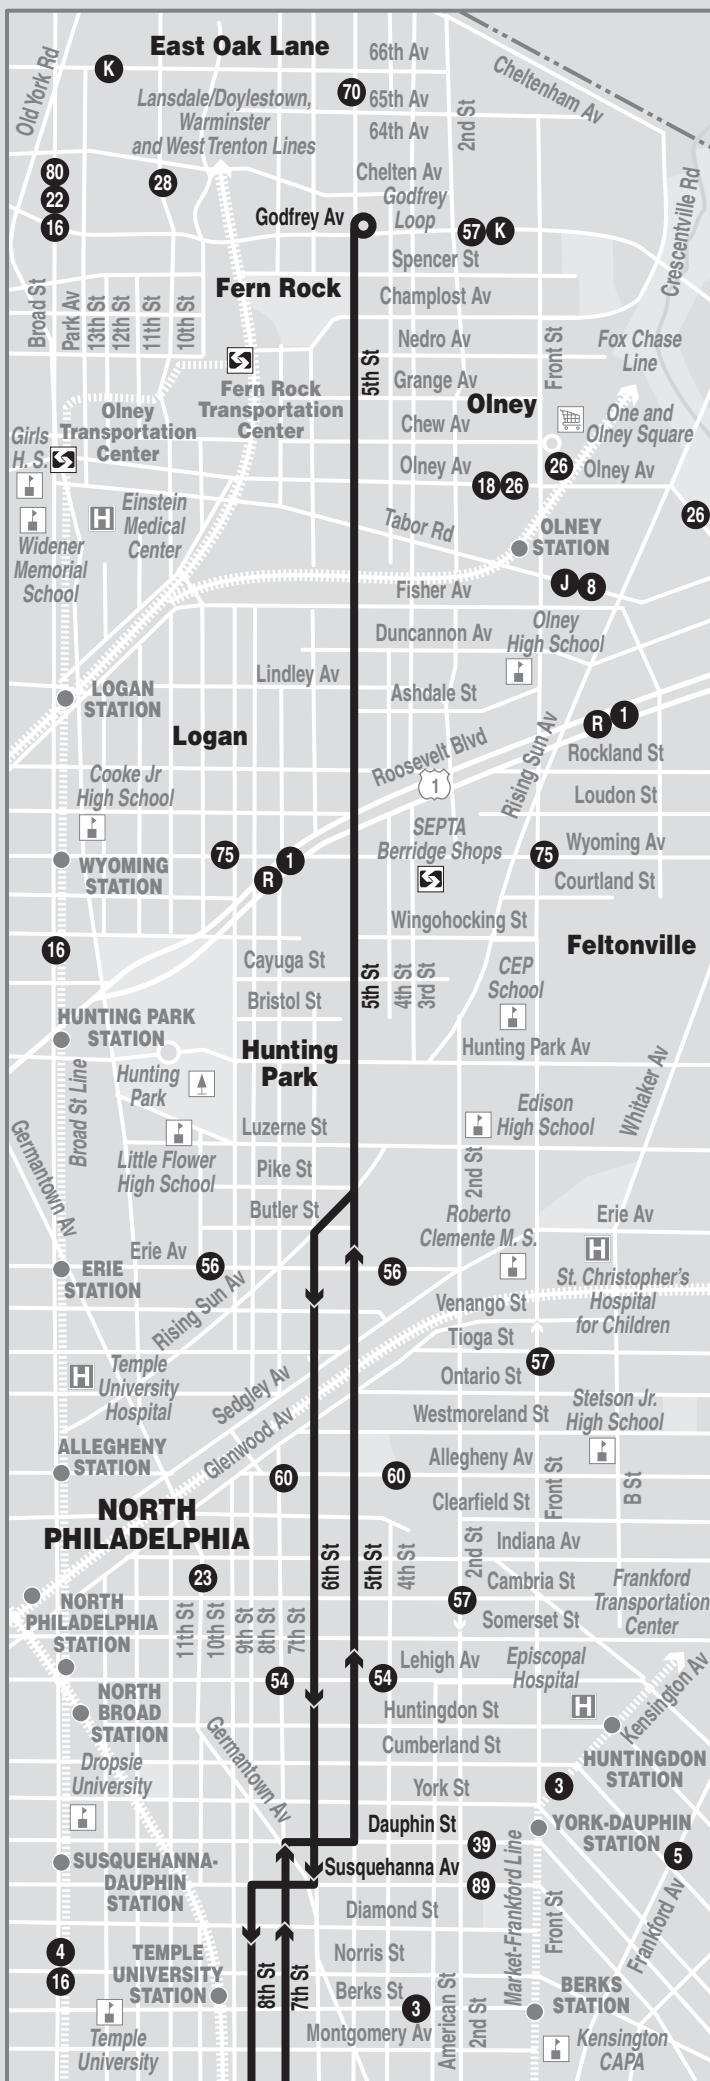 East Oak Lane
66th Av
Old York Rd
K
Cheltenham Av
70
65th Av
Lansdale/Doylestown,
Warminster
and West Trenton Lines
64th Av
2nd St
80
22
16
28
Chelten Av
Godfrey
Loop
Godfrey Av
57
K
Crescentville Rd
Spencer St
Fern Rock
Champlost Av
Broad St
Park Av
13th St
12th St
11th St
10th St
Nedro Av
Front St
Fox Chase
Line
5th St
Grange Av
Fern Rock
Transportation
Center
Olney
Olney
Transportation
Center
Chew Av
One and
Olney Square
Girls
H. S.
Olney Av
26
Olney Av
18
26
Einstein
Medical
Center
26
Tabor Rd
OLNEY
STATION
Widener
Memorial
School
J
8
Fisher Av
Olney
High School
Duncannon Av
Lindley Av
LOGAN
STATION
Ashdale St
Logan
R
1
Roosevelt Blvd
Rising Sun Av
Rockland St
Cooke Jr
High School
1
Loudon St
SEPTA
Berridge Shops
Wyoming Av
WYOMING
STATION
75
1
R
75
Courtland St
Wingohocking St
16
Feltonville
Cayuga St
5th St
4th St
3rd St
CEP
School
Bristol St
HUNTING PARK
STATION
Hunting
Park
Hunting Park Av
Broad St Line
Hunting
Park
Whitaker Av
Edison
High School
Germantown Av
Luzerne St
Little Flower
High School
Pike St
2nd St
Butler St
Roberto
Clemente M. S.
Erie Av
Erie Av
ERIE
STATION
56
56
St. Christopher's
Hospital
for Children
Rising Sun Av
Venango St
Tioga St
57
Temple
University
Hospital
Ontario St
Sedgley Av
Stetson Jr.
High School
Westmoreland St
Glenwood Av
ALLEGHENY
STATION
Allegheny Av
60
60
Clearfield St
Front St
B St
NORTH
PHILADELPHIA
6th St
5th St
4th St
2nd St
Indiana Av
23
Cambria St
Frankford
Transportation
Center
57
NORTH
PHILADELPHIA
STATION
11th St
10th St
9th St
8th St
7th St
Somerset St
Lehigh Av
Episcopal
Hospital
54
54
NORTH
BROAD
STATION
Huntingdon St
Kensington Av
Germantown Av
Cumberland St
HUNTINGDON
STATION
Dropsie
University
York St
3
Dauphin St
YORK-DAUPHIN
STATION
39
5
SUSQUEHANNA-
DAUPHIN
STATION
Susquehanna Av
89
Market-Frankford Line
Front St
Diamond St
Frankford Av
4
16
TEMPLE
UNIVERSITY
STATION
8th St
7th St
Norris St
Berks St
3
American St
2nd St
BERKS
STATION
Temple
University
Montgomery Av
Kensington
CAPA
H
H
H
H